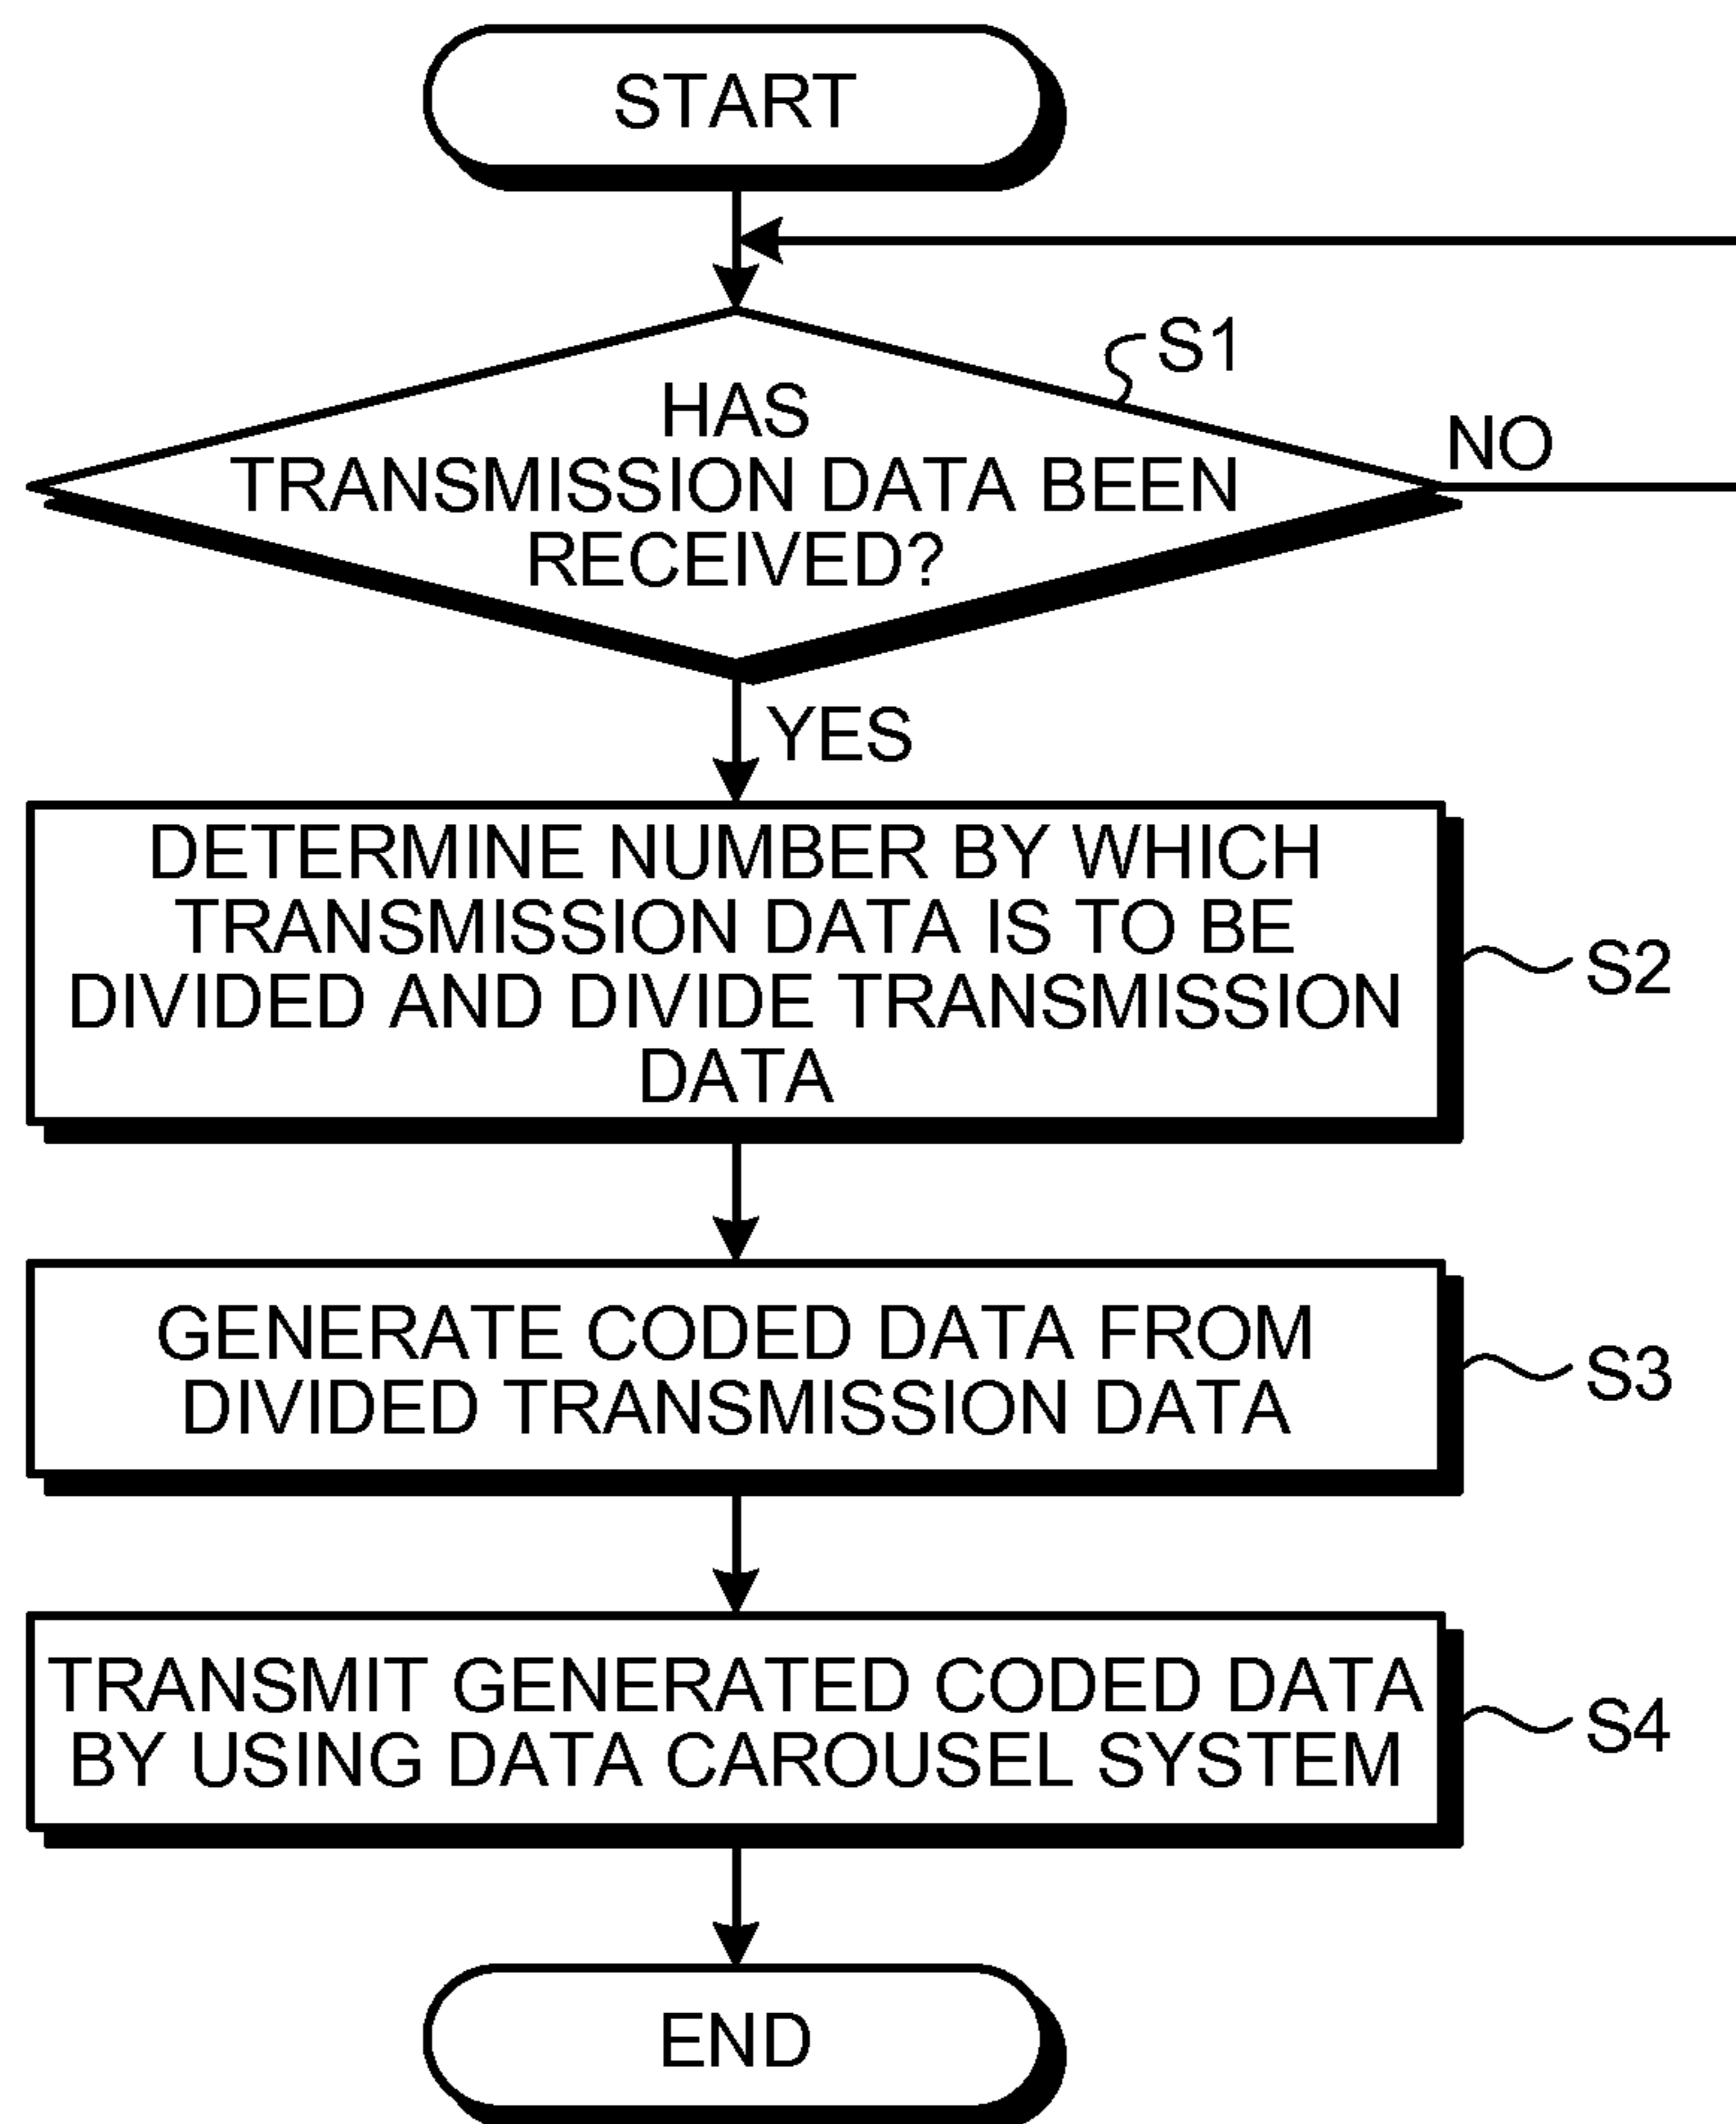 START
S1
HAS
TRANSMISSION DATA BEEN
RECEIVED?
NO
YES
DETERMINE NUMBER BY WHICH
TRANSMISSION DATA IS TO BE
DIVIDED AND DIVIDE TRANSMISSION
DATA
S2
GENERATE CODED DATA FROM
DIVIDED TRANSMISSION DATA
S3
TRANSMIT GENERATED CODED DATA
BY USING DATA CAROUSEL SYSTEM
S4
END